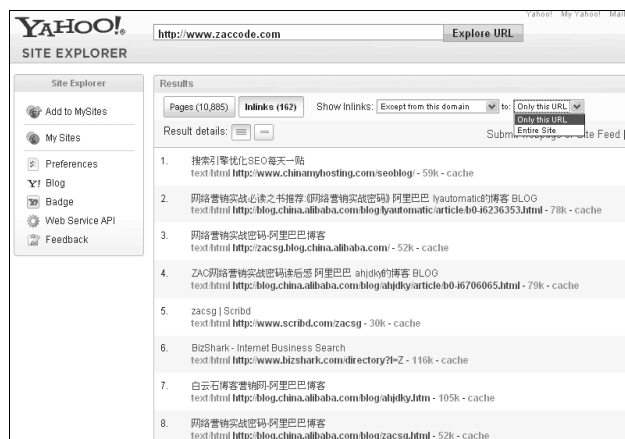 Yahoo! My Yahoo! Mail
YAHOO!
SITE EXPLORER
http://www.zaccode.com
Explore URL
Site Explorer
Add to MySites
My Sites
Preferences
Blog
Badge
Web Service API
Feedback
Results
Pages (10,885) Inlinks (162) Show Inlinks: Except from this domain to: Only this URL
Only this URL
Entire Site
Result details:
Submit webpage or Site Feed |
1. 搜索引擎优化SEO每天一贴
text/html http://www.chinamyhosting.com/seoblog/ - 59k - cache
2. 网络营销实战必读之书推荐:《网络营销实战密码》 阿里巴巴 lyautomatic的博客 BLOG
text/html http://blog.china.alibaba.com/blog/lyautomatic/article/b0-i6236353.html - 78k - cache
3. 网络营销实战密码-阿里巴巴博客
text/html http://zacsg.blog.china.alibaba.com/ - 52k - cache
4. ZAC网络营销实战密码读后感 阿里巴巴 ahjdky的博客 BLOG
text/html http://blog.china.alibaba.com/blog/ahjdky/article/b0-i6706065.html - 79k - cache
5. zacsg | Scribd
text/html http://www.scribd.com/zacsg - 30k - cache
6. BizShark - Internet Business Search
text/html http://www.bizshark.com/directory?l=Z - 116k - cache
7. 白云石博客营销网-阿里巴巴博客
text/html http://blog.china.alibaba.com/blog/ahjdky.htm - 105k - cache
8. 网络营销实战密码-阿里巴巴博客
text/html http://blog.china.alibaba.com/blog/zacsg.html - 52k - cache